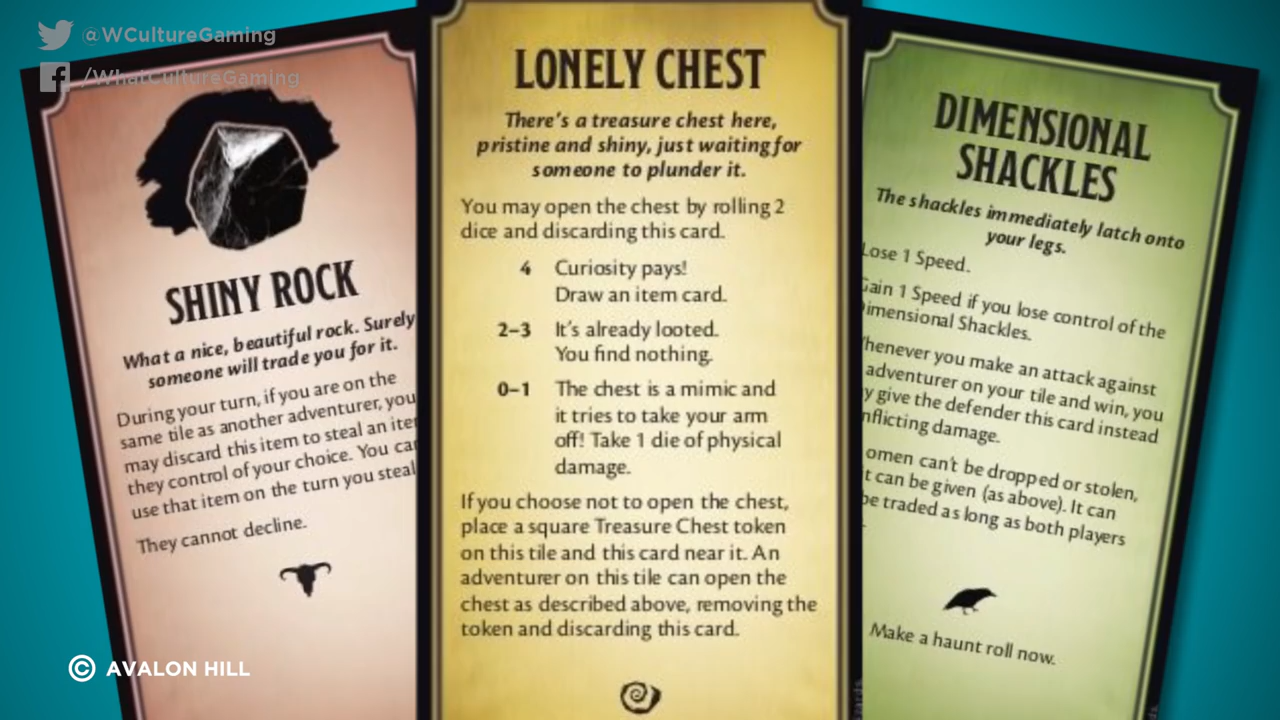 @WCultureGaming
/WhatCultureGaming
SHINY ROCK
What a nice, beautiful rock. Surely
someone will trade you for it.
During your turn, if you are on the
same tile as another adventurer, you
may discard this item to steal an
they control of your choice. You
use that item on the turn you steal
They cannot decline.
© AVALON HILL
LONELY CHEST
There's a treasure chest here,
pristine and shiny, just waiting for
someone to plunder it.
You may open the chest by rolling 2
dice and discarding this card.
4 Curiosity pays!
Draw an item card.
2–3 It's already looted.
You find nothing.
0–1 The chest is a mimic and
it tries to take your arm
off! Take 1 die of physical
damage.
If you choose not to open the chest,
place a square Treasure Chest token
on this tile and this card near it. An
adventurer on this tile can open the
chest as described above, removing the
token and discarding this card.
DIMENSIONAL
SHACKLES
The shackles immediately latch onto
your legs.
Lose 1 Speed.
Gain 1 Speed if you lose control of the
Dimensional Shackles.
Whenever you make an attack against
adventurer on your tile and win, you
give the defender this card instead
inflicting damage.
omen can't be dropped or stolen,
it can be given (as above). It can
be traded as long as both players
Make a haunt roll now.